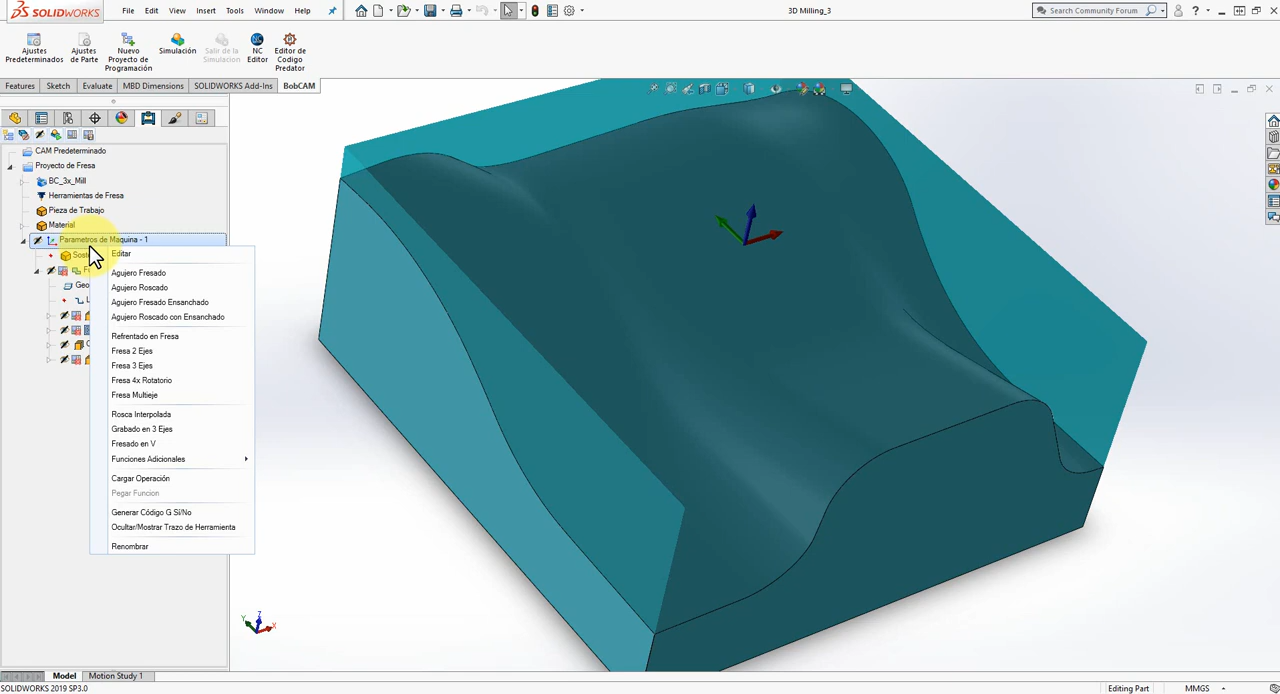 SOLIDWORKS
File
Edit
View
Insert
Tools
Window
Help
3D Milling_3
Search Community Forum
Ajustes
Predeterminados
Ajustes
de Parte
Nuevo
Proyecto de
Programación
Simulación
Salir de la
Simulacion
NC
Editor
Editor de
Codigo
Predator
Features
Sketch
Evaluate
MBD Dimensions
SOLIDWORKS Add-Ins
BobCAM
CAM Predeterminado
Proyecto de Fresa
BC_3x_Mill
Herramientas de Fresa
Pieza de Trabajo
Material
Parametros de Maquina - 1
Editar
Agujero Fresado
Agujero Roscado
Agujero Fresado Ensanchado
Agujero Roscado con Ensanchado
Refrentado en Fresa
Fresa 2 Ejes
Fresa 3 Ejes
Fresa 4x Rotatorio
Fresa Multieje
Rosca Interpolada
Grabado en 3 Ejes
Fresado en V
Funciones Adicionales
Cargar Operación
Pegar Funcion
Generar Código G Sí/No
Ocultar/Mostrar Trazo de Herramienta
Renombrar
Z
Y
X
Model
Motion Study 1
SOLIDWORKS 2019 SP3.0
Editing Part
MMGS